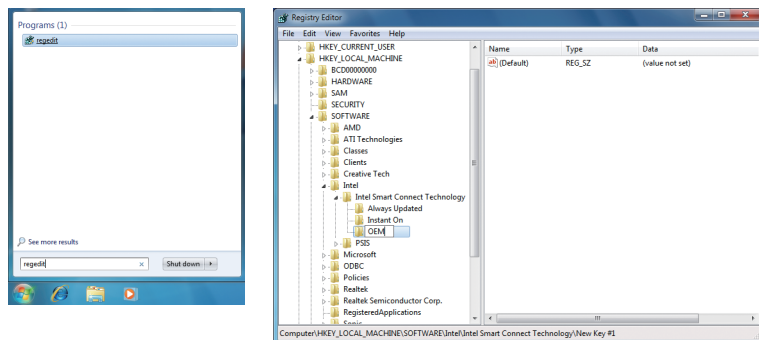 Programs (1)
regedit
See more results
regedit
Shut down
Registry Editor
File Edit View Favorites Help
HKEY_CURRENT_USER
HKEY_LOCAL_MACHINE
BCD00000000
HARDWARE
SAM
SECURITY
SOFTWARE
AMD
ATI Technologies
Classes
Clients
Creative Tech
Intel
Intel Smart Connect Technology
Always Updated
Instant On
OEM
PSIS
Microsoft
ODBC
Policies
Realtek
Realtek Semiconductor Corp.
RegisteredApplications
Sonic
Name Type Data
ab (Default) REG_SZ (value not set)
Computer\HKEY_LOCAL_MACHINE\SOFTWARE\Intel\Intel Smart Connect Technology\New Key #1